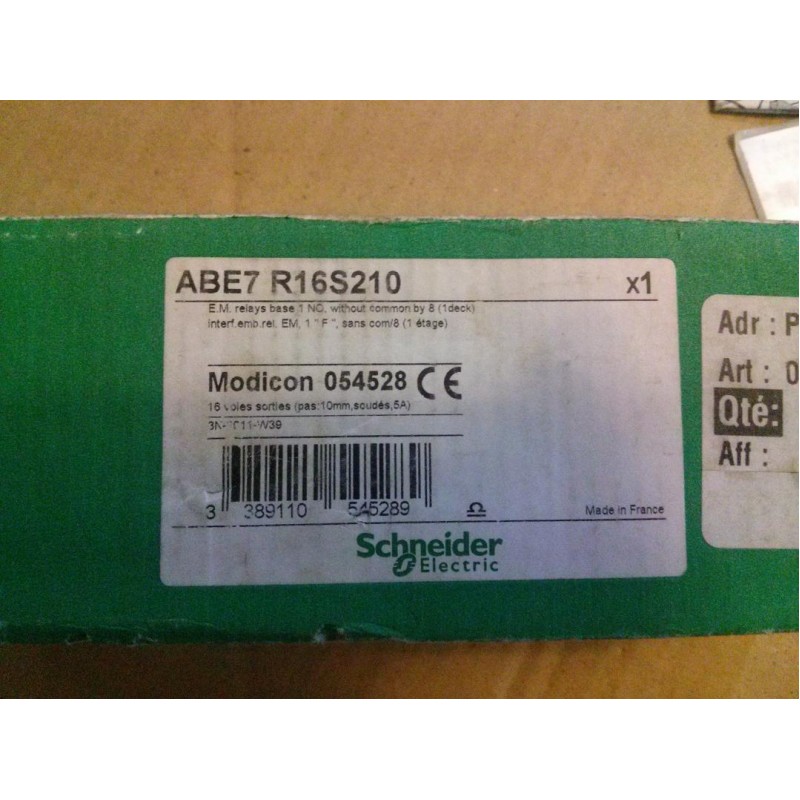 ABE7 R16S210 x1
E.M. relays base 1 NO, without common by 8 (1deck)
interf.emb.rel. EM, 1 " F ", sans com/8 (1 étage)
Modicon 054528 CE
16 voies sorties (pas:10mm,soudés,5A)
3 389110 545289
Made in France
Schneider
Electric
Adr : P
Art : 0
Qté:
Aff :